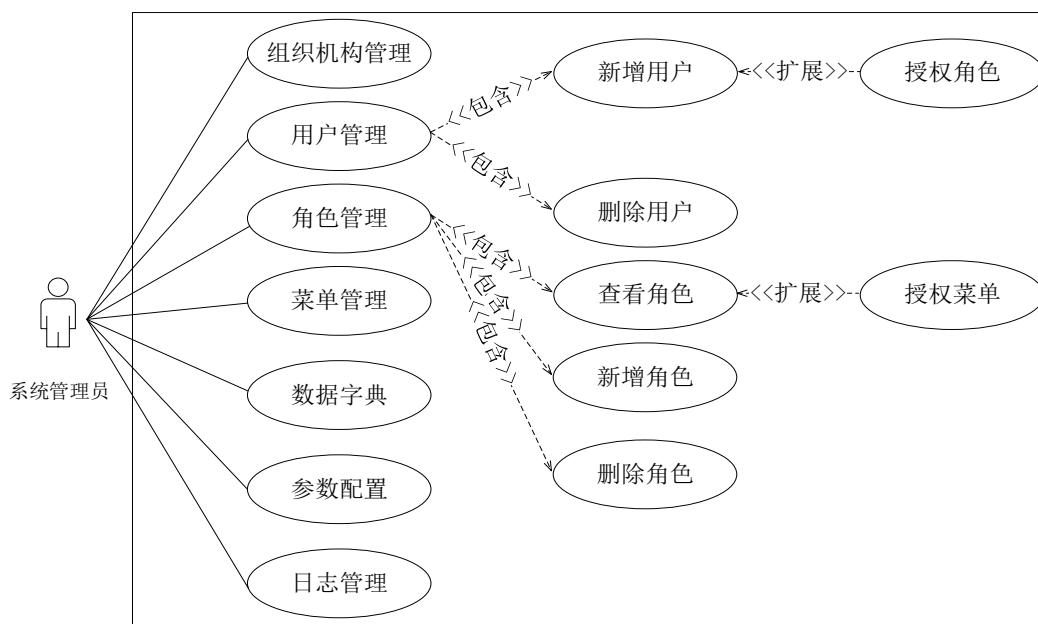 组织机构管理
新增用户
<<扩展>>
授权角色
<<包含>>
用户管理
<<包含>>
删除用户
角色管理
<<包含>>
查看角色
<<扩展>>
授权菜单
<<包含>>
菜单管理
<<包含>>
新增角色
系统管理员
数据字典
删除角色
参数配置
日志管理